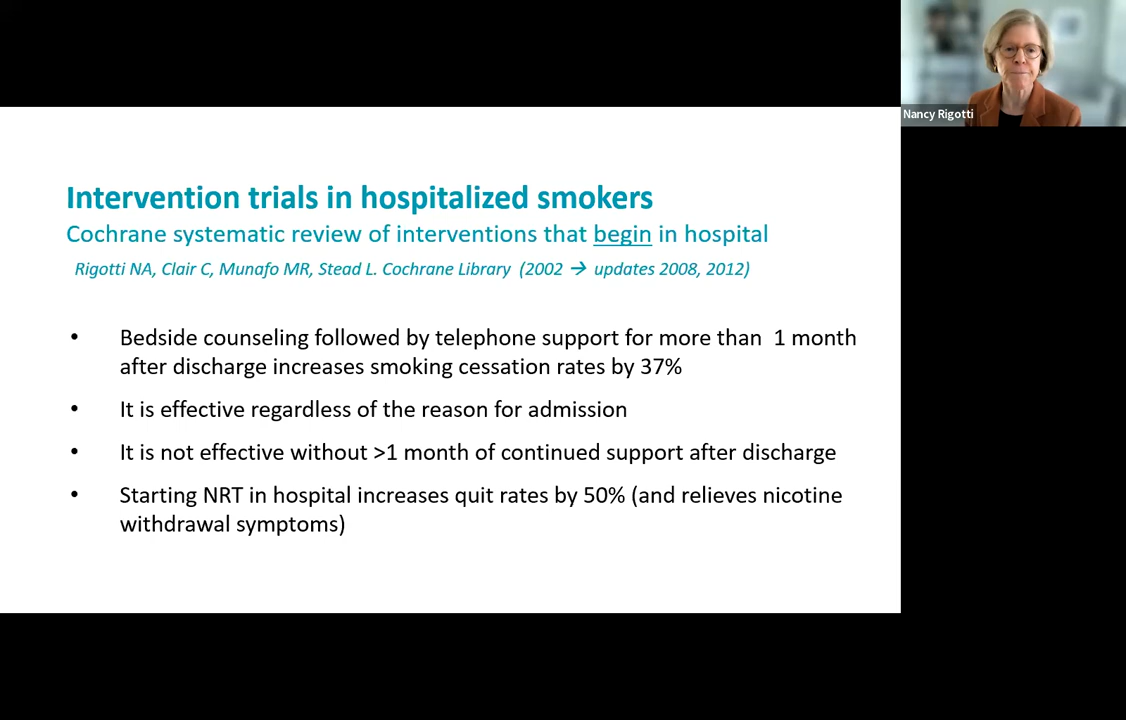 Nancy Rigotti
Intervention trials in hospitalized smokers
Cochrane systematic review of interventions that begin in hospital
Rigotti NA, Clair C, Munafo MR, Stead L. Cochrane Library (2002 → updates 2008, 2012)
• Bedside counseling followed by telephone support for more than 1 month
after discharge increases smoking cessation rates by 37%
• It is effective regardless of the reason for admission
• It is not effective without >1 month of continued support after discharge
• Starting NRT in hospital increases quit rates by 50% (and relieves nicotine
withdrawal symptoms)